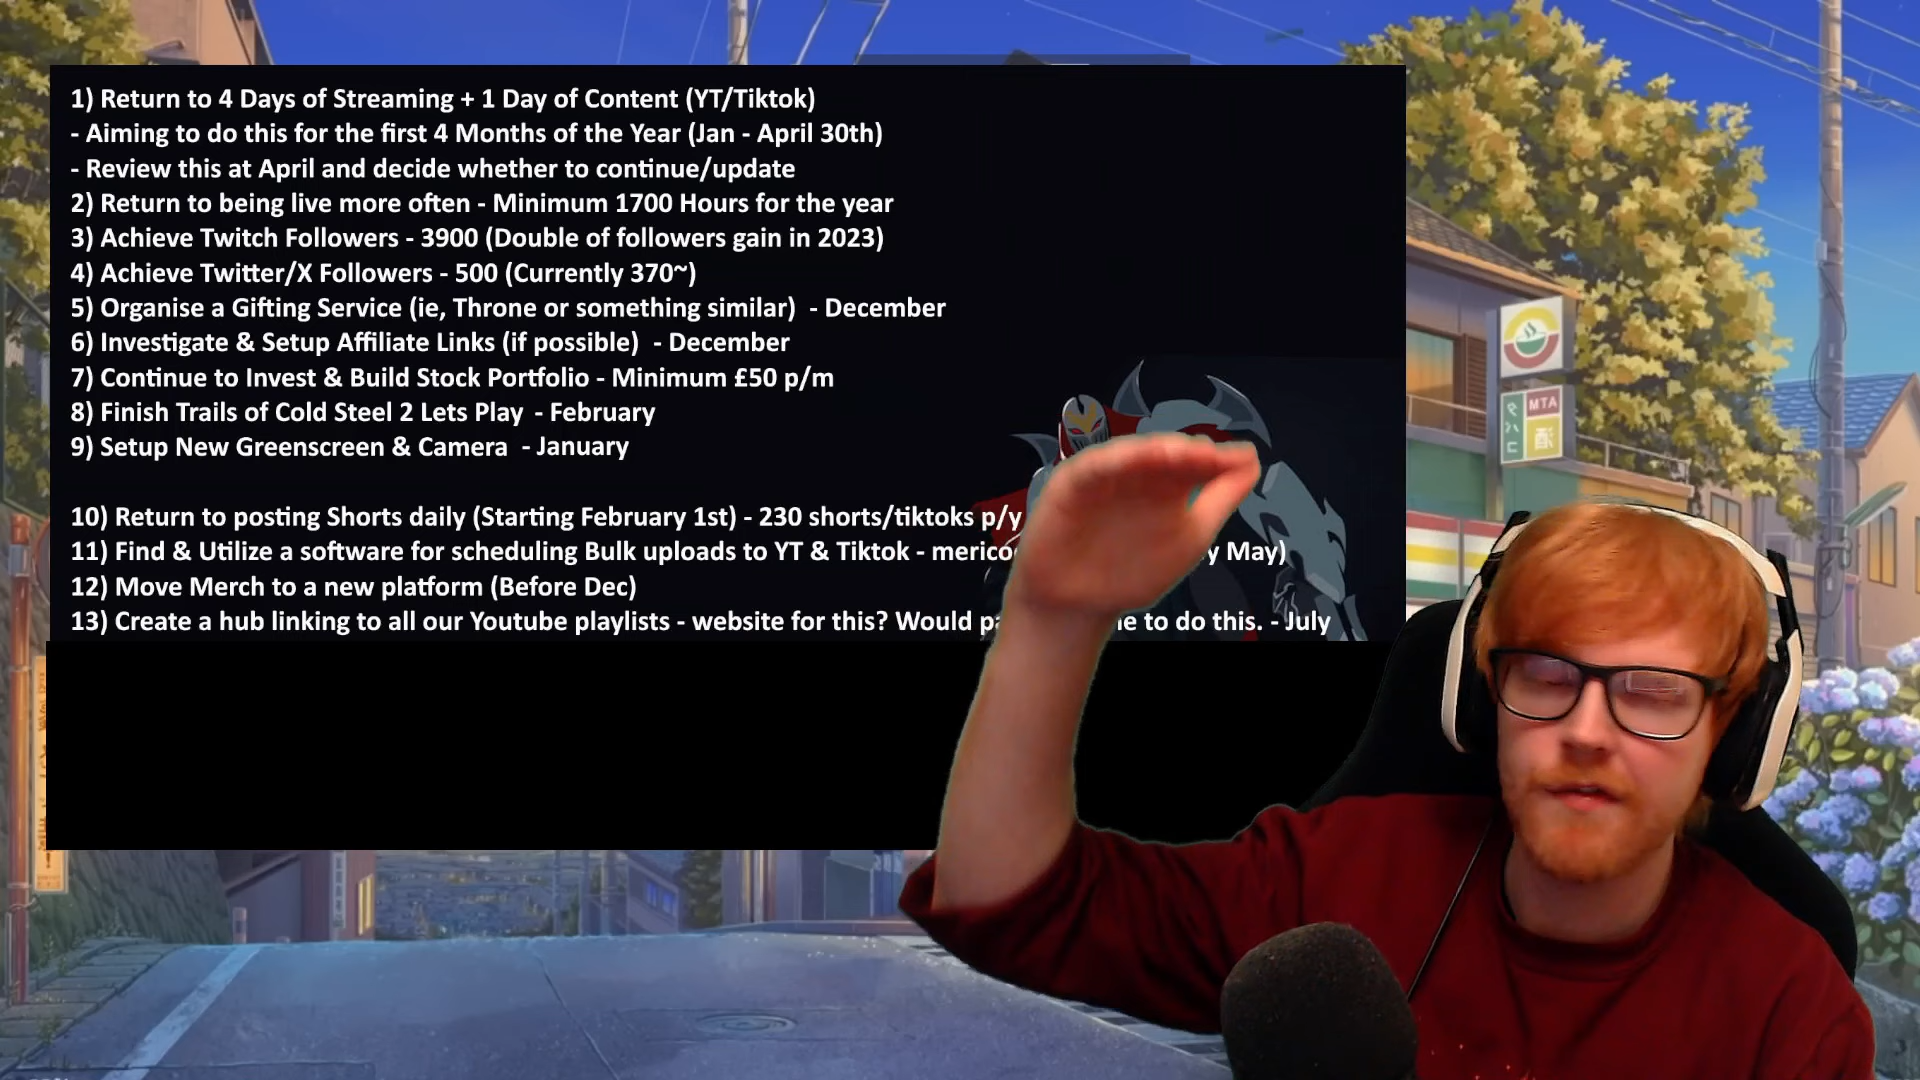 1) Return to 4 Days of Streaming + 1 Day of Content (YT/Tiktok)
- Aiming to do this for the first 4 Months of the Year (Jan - April 30th)
- Review this at April and decide whether to continue/update
2) Return to being live more often - Minimum 1700 Hours for the year
3) Achieve Twitch Followers - 3900 (Double of followers gain in 2023)
4) Achieve Twitter/X Followers - 500 (Currently 370~)
5) Organise a Gifting Service (ie, Throne or something similar) - December
6) Investigate & Setup Affiliate Links (if possible) - December
7) Continue to Invest & Build Stock Portfolio - Minimum £50 p/m
8) Finish Trails of Cold Steel 2 Lets Play - February
9) Setup New Greenscreen & Camera - January
10) Return to posting Shorts daily (Starting February 1st) - 230 shorts/tiktoks p/y
11) Find & Utilize a software for scheduling Bulk uploads to YT & Tiktok - May)
12) Move Merch to a new platform (Before Dec)
13) Create a hub linking to all our Youtube playlists - website for this? Would to do this. - July
MTA